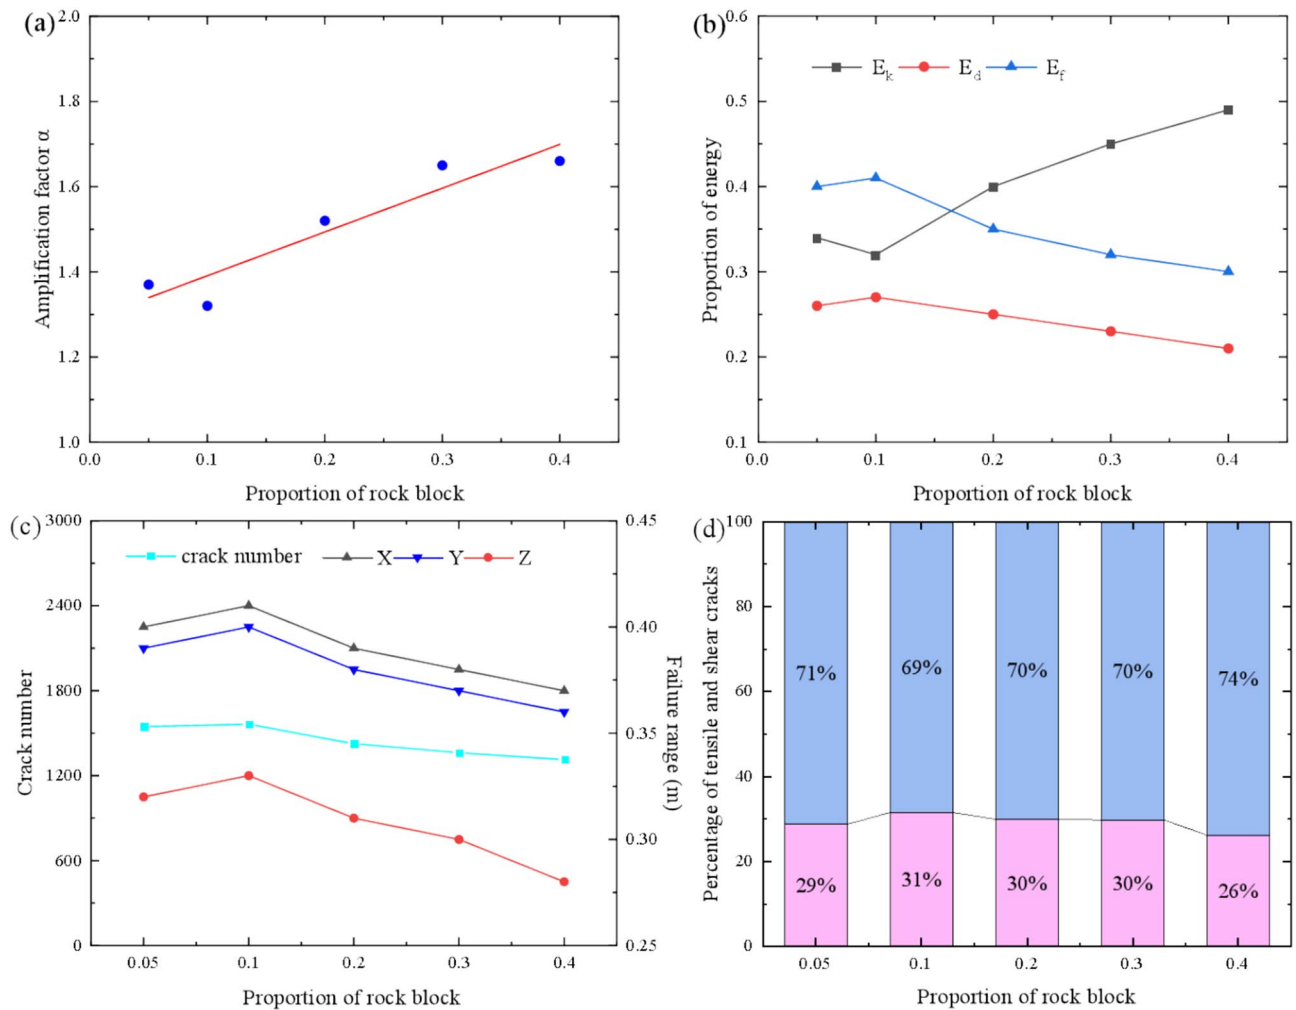 (a)
2.0
1.8
1.6
1.4
1.2
1.0
Amplification factor α
0.0 0.1 0.2 0.3 0.4
Proportion of rock block
(b)
0.6
0.5
0.4
0.3
0.2
0.1
Proportion of energy
E_k E_d E_f
0.0 0.1 0.2 0.3 0.4
Proportion of rock block
(c)
3000
2400
1800
1200
600
0
Crack number
crack number X Y Z
0.45
0.40
0.35
0.30
0.25
Failure range (m)
0.05 0.1 0.2 0.3 0.4
Proportion of rock block
(d)
100
80
60
40
20
0
Percentage of tensile and shear cracks
71% 69% 70% 70% 74%
29% 31% 30% 30% 26%
0.05 0.1 0.2 0.3 0.4
Proportion of rock block